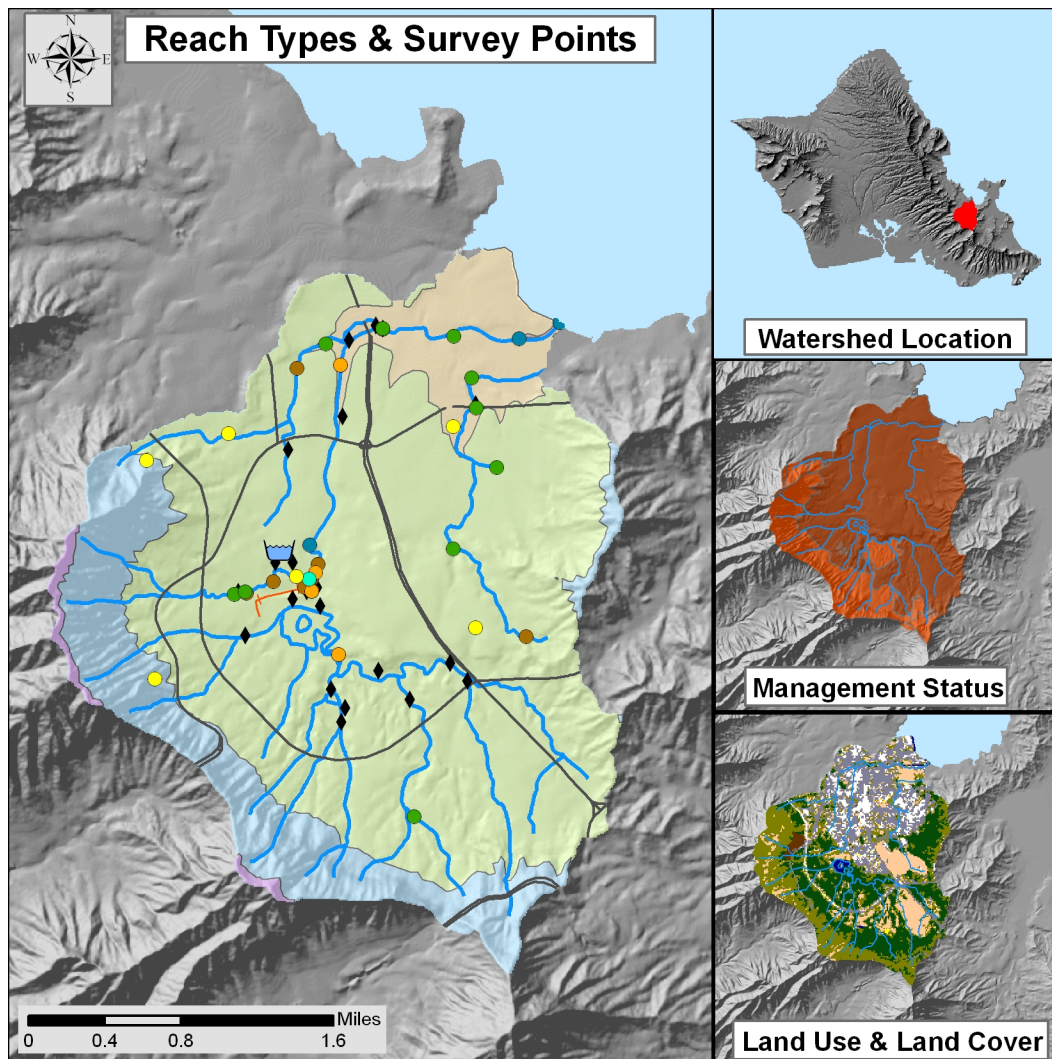 Reach Types & Survey Points
N
W E
S
Watershed Location
Management Status
Land Use & Land Cover
Miles
0 0.4 0.8 1.6